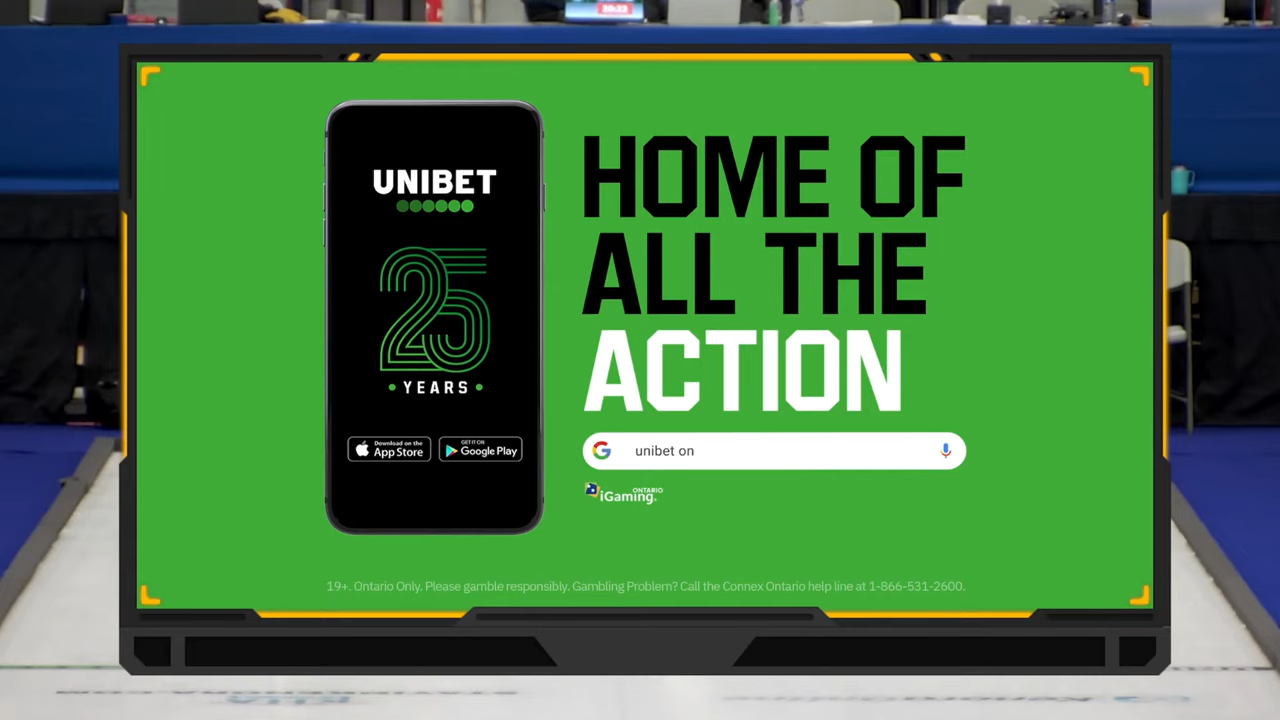 20:22
UNIBET
25
YEARS
Download on the
App Store
GET IT ON
Google Play
HOME OF
ALL THE
ACTION
unibet on
ONTARIO
iGaming
19+. Ontario Only. Please gamble responsibly. Gambling Problem? Call the Connex Ontario help line at 1-866-531-2600.